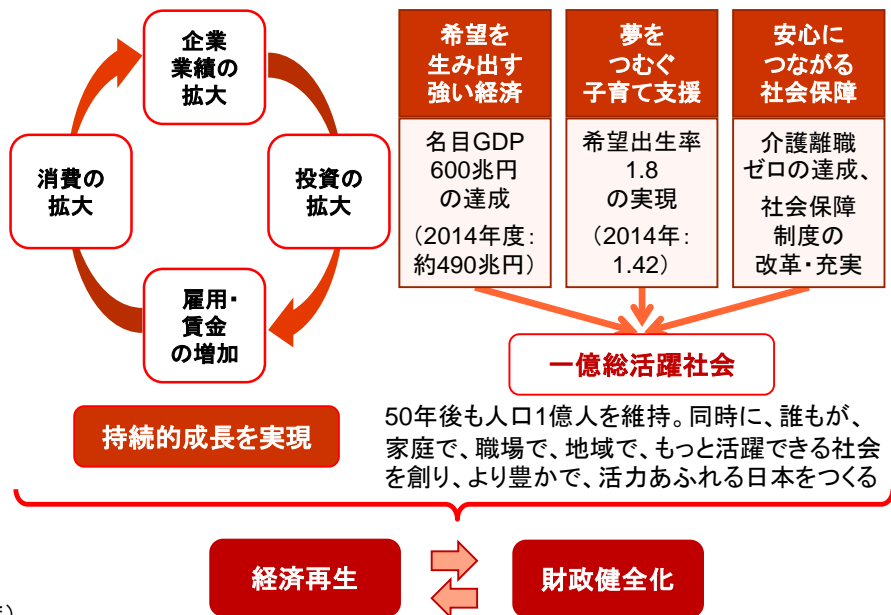 企業
業績の
拡大
投資の
拡大
雇用・
賃金
の増加
消費の
拡大
持続的成長を実現
希望を
生み出す
強い経済
名目GDP
600兆円
の達成
（2014年度：
約490兆円）
夢を
つむぐ
子育て支援
希望出生率
1.8
の実現
（2014年：
1.42）
安心に
つながる
社会保障
介護離職
ゼロの達成、
社会保障
制度の
改革・充実
一億総活躍社会
50年後も人口1億人を維持。同時に、誰もが、
家庭で、職場で、地域で、もっと活躍できる社会
を創り、より豊かで、活力あふれる日本をつくる
経済再生
財政健全化